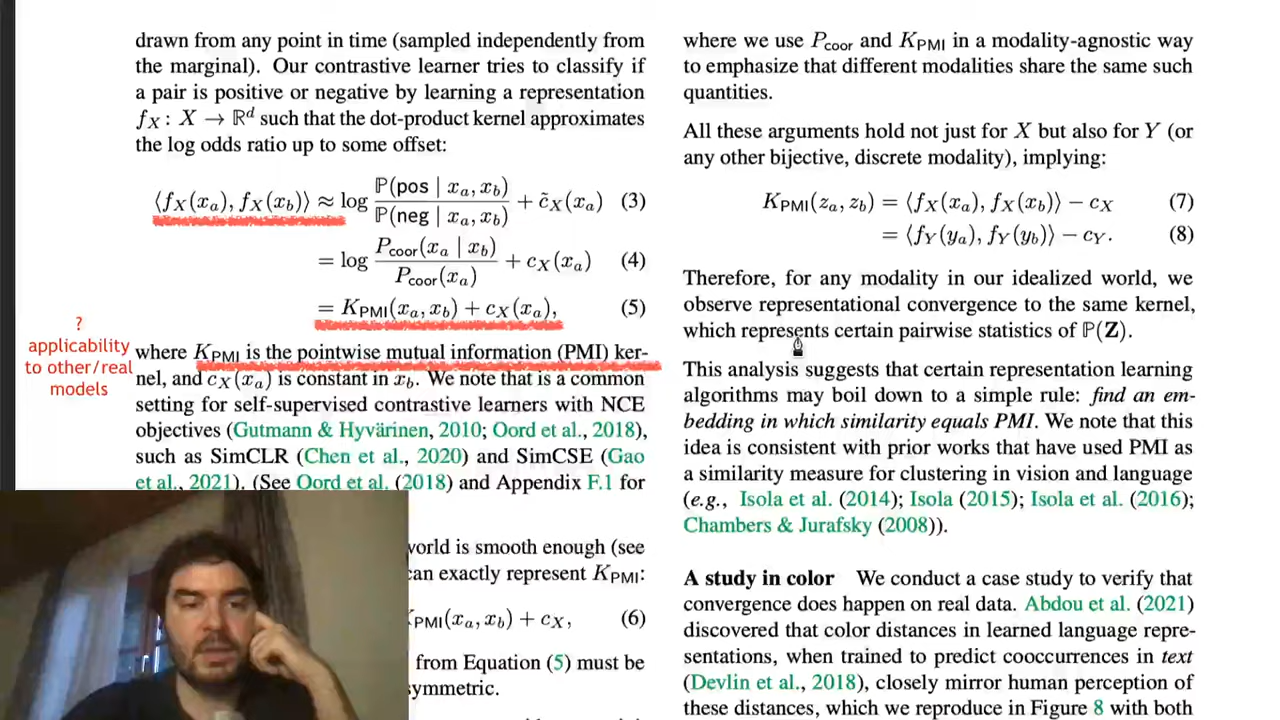 drawn from any point in time (sampled independently from
the marginal). Our contrastive learner tries to classify if
a pair is positive or negative by learning a representation
f_X : X → ℝ^d such that the dot-product kernel approximates
the log odds ratio up to some offset:
⟨f_X(x_a), f_X(x_b)⟩ ≈ log ℙ(pos | x_a, x_b) / ℙ(neg | x_a, x_b) + c̃_X(x_a) (3)
= log P_coor(x_a | x_b) / P_coor(x_a) + c_X(x_a) (4)
= K_PMI(x_a, x_b) + c_X(x_a), (5)
?
applicability
to other/real
models
where K_PMI is the pointwise mutual information (PMI) ker-
nel, and c_X(x_a) is constant in x_b. We note that is a common
setting for self-supervised contrastive learners with NCE
objectives (Gutmann & Hyvärinen, 2010; Oord et al., 2018),
such as SimCLR (Chen et al., 2020) and SimCSE (Gao
et al., 2021). (See Oord et al. (2018) and Appendix F.1 for
world is smooth enough (see
can exactly represent K_PMI:
PMI(x_a, x_b) + c_X, (6)
from Equation (5) must be
symmetric.
where we use P_coor and K_PMI in a modality-agnostic way
to emphasize that different modalities share the same such
quantities.
All these arguments hold not just for X but also for Y (or
any other bijective, discrete modality), implying:
K_PMI(z_a, z_b) = ⟨f_X(x_a), f_X(x_b)⟩ − c_X (7)
= ⟨f_Y(y_a), f_Y(y_b)⟩ − c_Y. (8)
Therefore, for any modality in our idealized world, we
observe representational convergence to the same kernel,
which represents certain pairwise statistics of ℙ(Z).
This analysis suggests that certain representation learning
algorithms may boil down to a simple rule: find an em-
bedding in which similarity equals PMI. We note that this
idea is consistent with prior works that have used PMI as
a similarity measure for clustering in vision and language
(e.g., Isola et al. (2014); Isola (2015); Isola et al. (2016);
Chambers & Jurafsky (2008)).
A study in color We conduct a case study to verify that
convergence does happen on real data. Abdou et al. (2021)
discovered that color distances in learned language repre-
sentations, when trained to predict cooccurrences in text
(Devlin et al., 2018), closely mirror human perception of
these distances, which we reproduce in Figure 8 with both